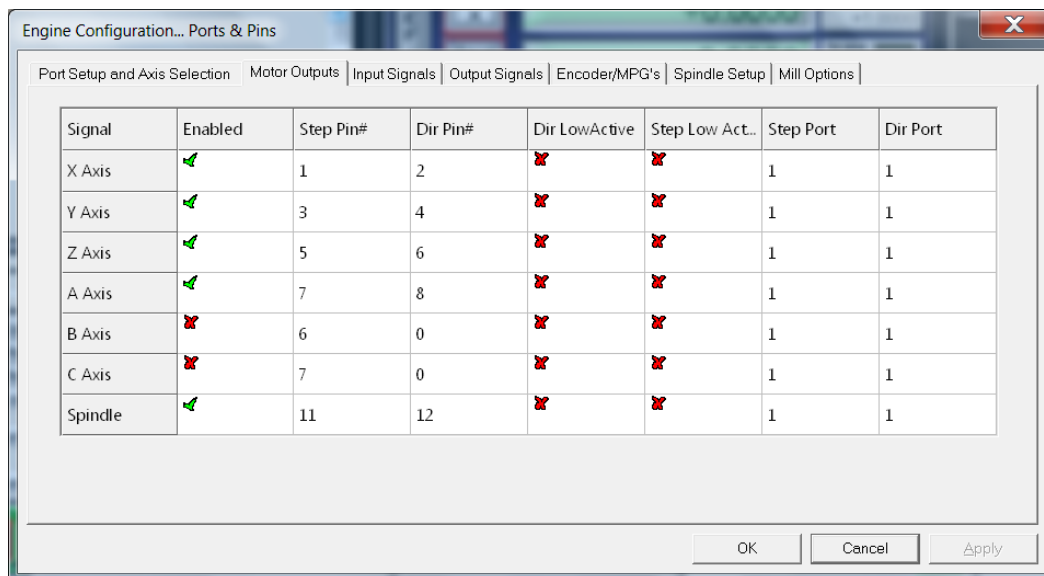 Engine Configuration... Ports & Pins
Port Setup and Axis Selection Motor Outputs Input Signals Output Signals Encoder/MPG's Spindle Setup Mill Options
Signal Enabled Step Pin# Dir Pin# Dir LowActive Step Low Act... Step Port Dir Port
X Axis 1 2 1 1
Y Axis 3 4 1 1
Z Axis 5 6 1 1
A Axis 7 8 1 1
B Axis 6 0 1 1
C Axis 7 0 1 1
Spindle 11 12 1 1
OK Cancel Apply